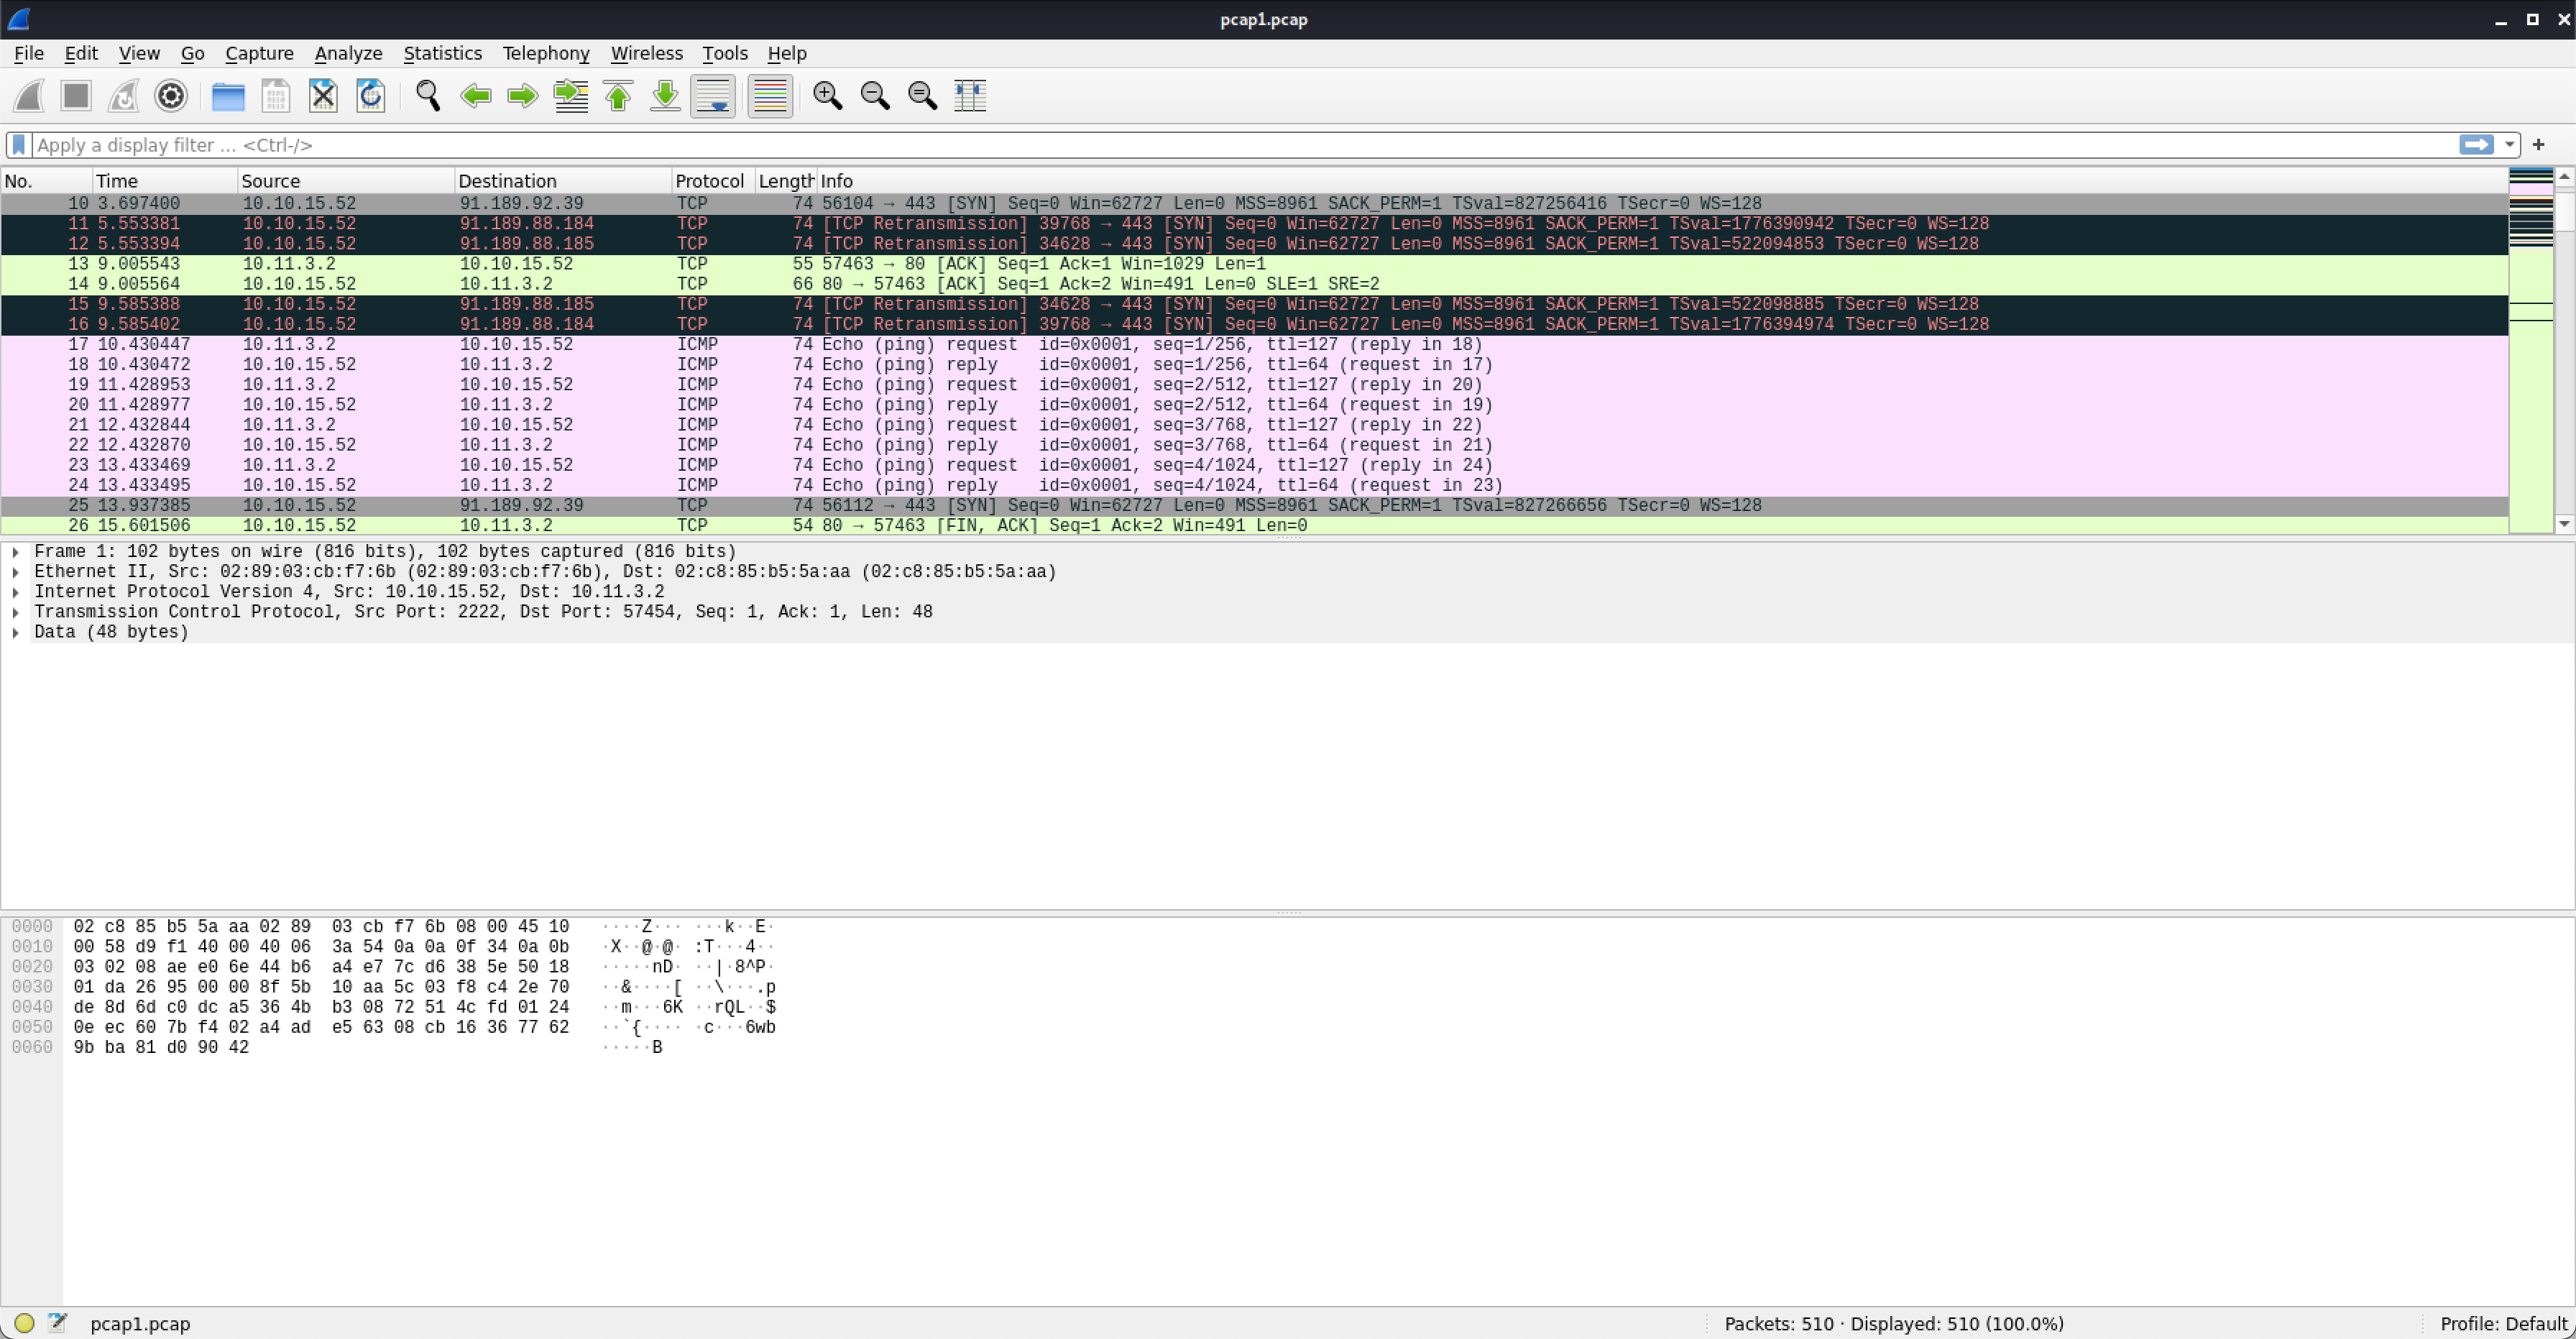 pcap1.pcap
File Edit View Go Capture Analyze Statistics Telephony Wireless Tools Help
Apply a display filter ... <Ctrl-/>
No. Time Source Destination Protocol Length Info
10 3.697400 10.10.15.52 91.189.92.39 TCP 74 56104 → 443 [SYN] Seq=0 Win=62727 Len=0 MSS=8961 SACK_PERM=1 TSval=827256416 TSecr=0 WS=128
11 5.553381 10.10.15.52 91.189.88.184 TCP 74 [TCP Retransmission] 39768 → 443 [SYN] Seq=0 Win=62727 Len=0 MSS=8961 SACK_PERM=1 TSval=1776390942 TSecr=0 WS=128
12 5.553394 10.10.15.52 91.189.88.185 TCP 74 [TCP Retransmission] 34628 → 443 [SYN] Seq=0 Win=62727 Len=0 MSS=8961 SACK_PERM=1 TSval=522094853 TSecr=0 WS=128
13 9.005543 10.11.3.2 10.10.15.52 TCP 55 57463 → 80 [ACK] Seq=1 Ack=1 Win=1029 Len=1
14 9.005564 10.10.15.52 10.11.3.2 TCP 66 80 → 57463 [ACK] Seq=1 Ack=2 Win=491 Len=0 SLE=1 SRE=2
15 9.585388 10.10.15.52 91.189.88.185 TCP 74 [TCP Retransmission] 34628 → 443 [SYN] Seq=0 Win=62727 Len=0 MSS=8961 SACK_PERM=1 TSval=522098885 TSecr=0 WS=128
16 9.585402 10.10.15.52 91.189.88.184 TCP 74 [TCP Retransmission] 39768 → 443 [SYN] Seq=0 Win=62727 Len=0 MSS=8961 SACK_PERM=1 TSval=1776394974 TSecr=0 WS=128
17 10.430447 10.11.3.2 10.10.15.52 ICMP 74 Echo (ping) request id=0x0001, seq=1/256, ttl=127 (reply in 18)
18 10.430472 10.10.15.52 10.11.3.2 ICMP 74 Echo (ping) reply id=0x0001, seq=1/256, ttl=64 (request in 17)
19 11.428953 10.11.3.2 10.10.15.52 ICMP 74 Echo (ping) request id=0x0001, seq=2/512, ttl=127 (reply in 20)
20 11.428977 10.10.15.52 10.11.3.2 ICMP 74 Echo (ping) reply id=0x0001, seq=2/512, ttl=64 (request in 19)
21 12.432844 10.11.3.2 10.10.15.52 ICMP 74 Echo (ping) request id=0x0001, seq=3/768, ttl=127 (reply in 22)
22 12.432870 10.10.15.52 10.11.3.2 ICMP 74 Echo (ping) reply id=0x0001, seq=3/768, ttl=64 (request in 21)
23 13.433469 10.11.3.2 10.10.15.52 ICMP 74 Echo (ping) request id=0x0001, seq=4/1024, ttl=127 (reply in 24)
24 13.433495 10.10.15.52 10.11.3.2 ICMP 74 Echo (ping) reply id=0x0001, seq=4/1024, ttl=64 (request in 23)
25 13.937385 10.10.15.52 91.189.92.39 TCP 74 56112 → 443 [SYN] Seq=0 Win=62727 Len=0 MSS=8961 SACK_PERM=1 TSval=827266656 TSecr=0 WS=128
26 15.601506 10.10.15.52 10.11.3.2 TCP 54 80 → 57463 [FIN, ACK] Seq=1 Ack=2 Win=491 Len=0
Frame 1: 102 bytes on wire (816 bits), 102 bytes captured (816 bits)
Ethernet II, Src: 02:89:03:cb:f7:6b (02:89:03:cb:f7:6b), Dst: 02:c8:85:b5:5a:aa (02:c8:85:b5:5a:aa)
Internet Protocol Version 4, Src: 10.10.15.52, Dst: 10.11.3.2
Transmission Control Protocol, Src Port: 2222, Dst Port: 57454, Seq: 1, Ack: 1, Len: 48
Data (48 bytes)
0000 02 c8 85 b5 5a aa 02 89 03 cb f7 6b 08 00 45 10 ····Z··· ···k··E·
0010 00 58 d9 f1 40 00 40 06 3a 54 0a 0a 0f 34 0a 0b ·X··@·@· :T···4··
0020 03 02 08 ae e0 6e 44 b6 a4 e7 7c d6 38 5e 50 18 ·····nD· ··|·8^P·
0030 01 da 26 95 00 00 8f 5b 10 aa 5c 03 f8 c4 2e 70 ··&····[ ··\···.p
0040 de 8d 6d c0 dc a5 36 4b b3 08 72 51 4c fd 01 24 ··m···6K ··rQL··$
0050 0e ec 60 7b f4 02 a4 ad e5 63 08 cb 16 36 77 62 ··`{···· ·c···6wb
0060 9b ba 81 d0 90 42 ·····B
pcap1.pcap Packets: 510 · Displayed: 510 (100.0%) Profile: Default